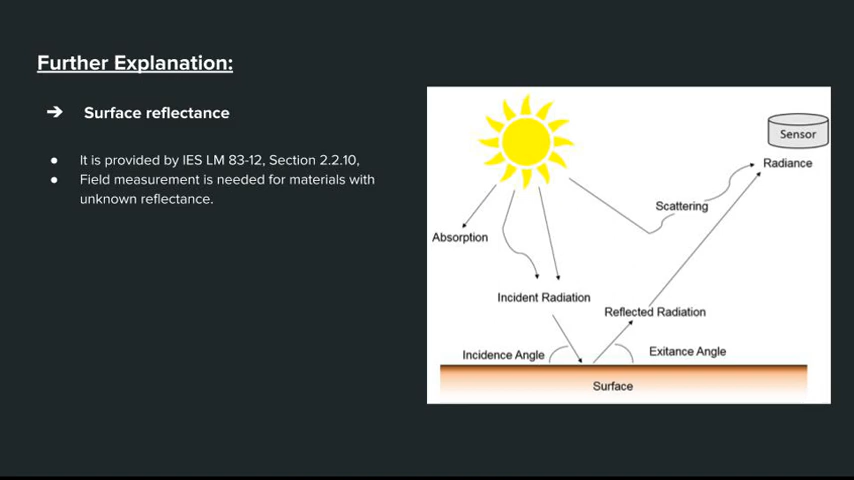 Further Explanation:
➔ Surface reflectance
● It is provided by IES LM 83-12, Section 2.2.10,
● Field measurement is needed for materials with
unknown reflectance.
Sensor
Radiance
Scattering
Absorption
Incident Radiation
Reflected Radiation
Incidence Angle
Exitance Angle
Surface